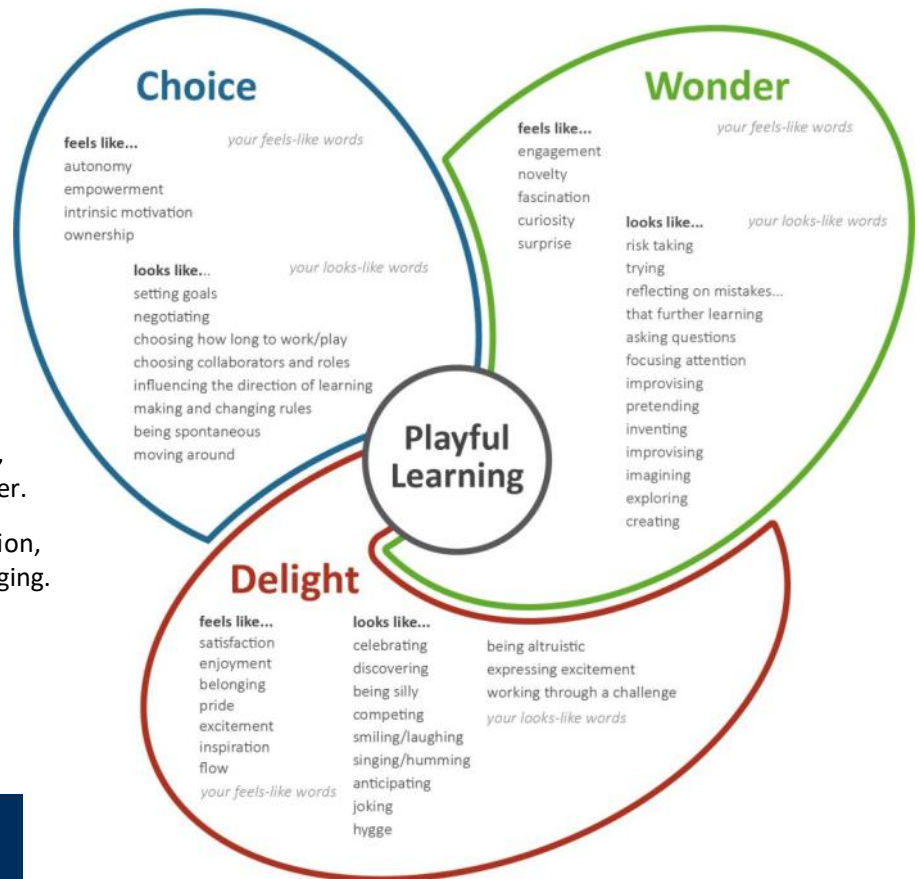 Choice
feels like...
your feels-like words
autonomy
empowerment
intrinsic motivation
ownership
looks like...
your looks-like words
setting goals
negotiating
choosing how long to work/play
choosing collaborators and roles
influencing the direction of learning
making and changing rules
being spontaneous
moving around
Wonder
feels like...
your feels-like words
engagement
novelty
fascination
curiosity
surprise
looks like...
your looks-like words
risk taking
trying
reflecting on mistakes...
that further learning
asking questions
focusing attention
improvising
pretending
inventing
improvising
imagining
exploring
creating
Playful
Learning
Delight
feels like...
satisfaction
enjoyment
belonging
pride
excitement
inspiration
flow
your feels-like words
looks like...
celebrating
discovering
being silly
competing
smiling/laughing
singing/humming
anticipating
joking
hygge
being altruistic
expressing excitement
working through a challenge
your looks-like words